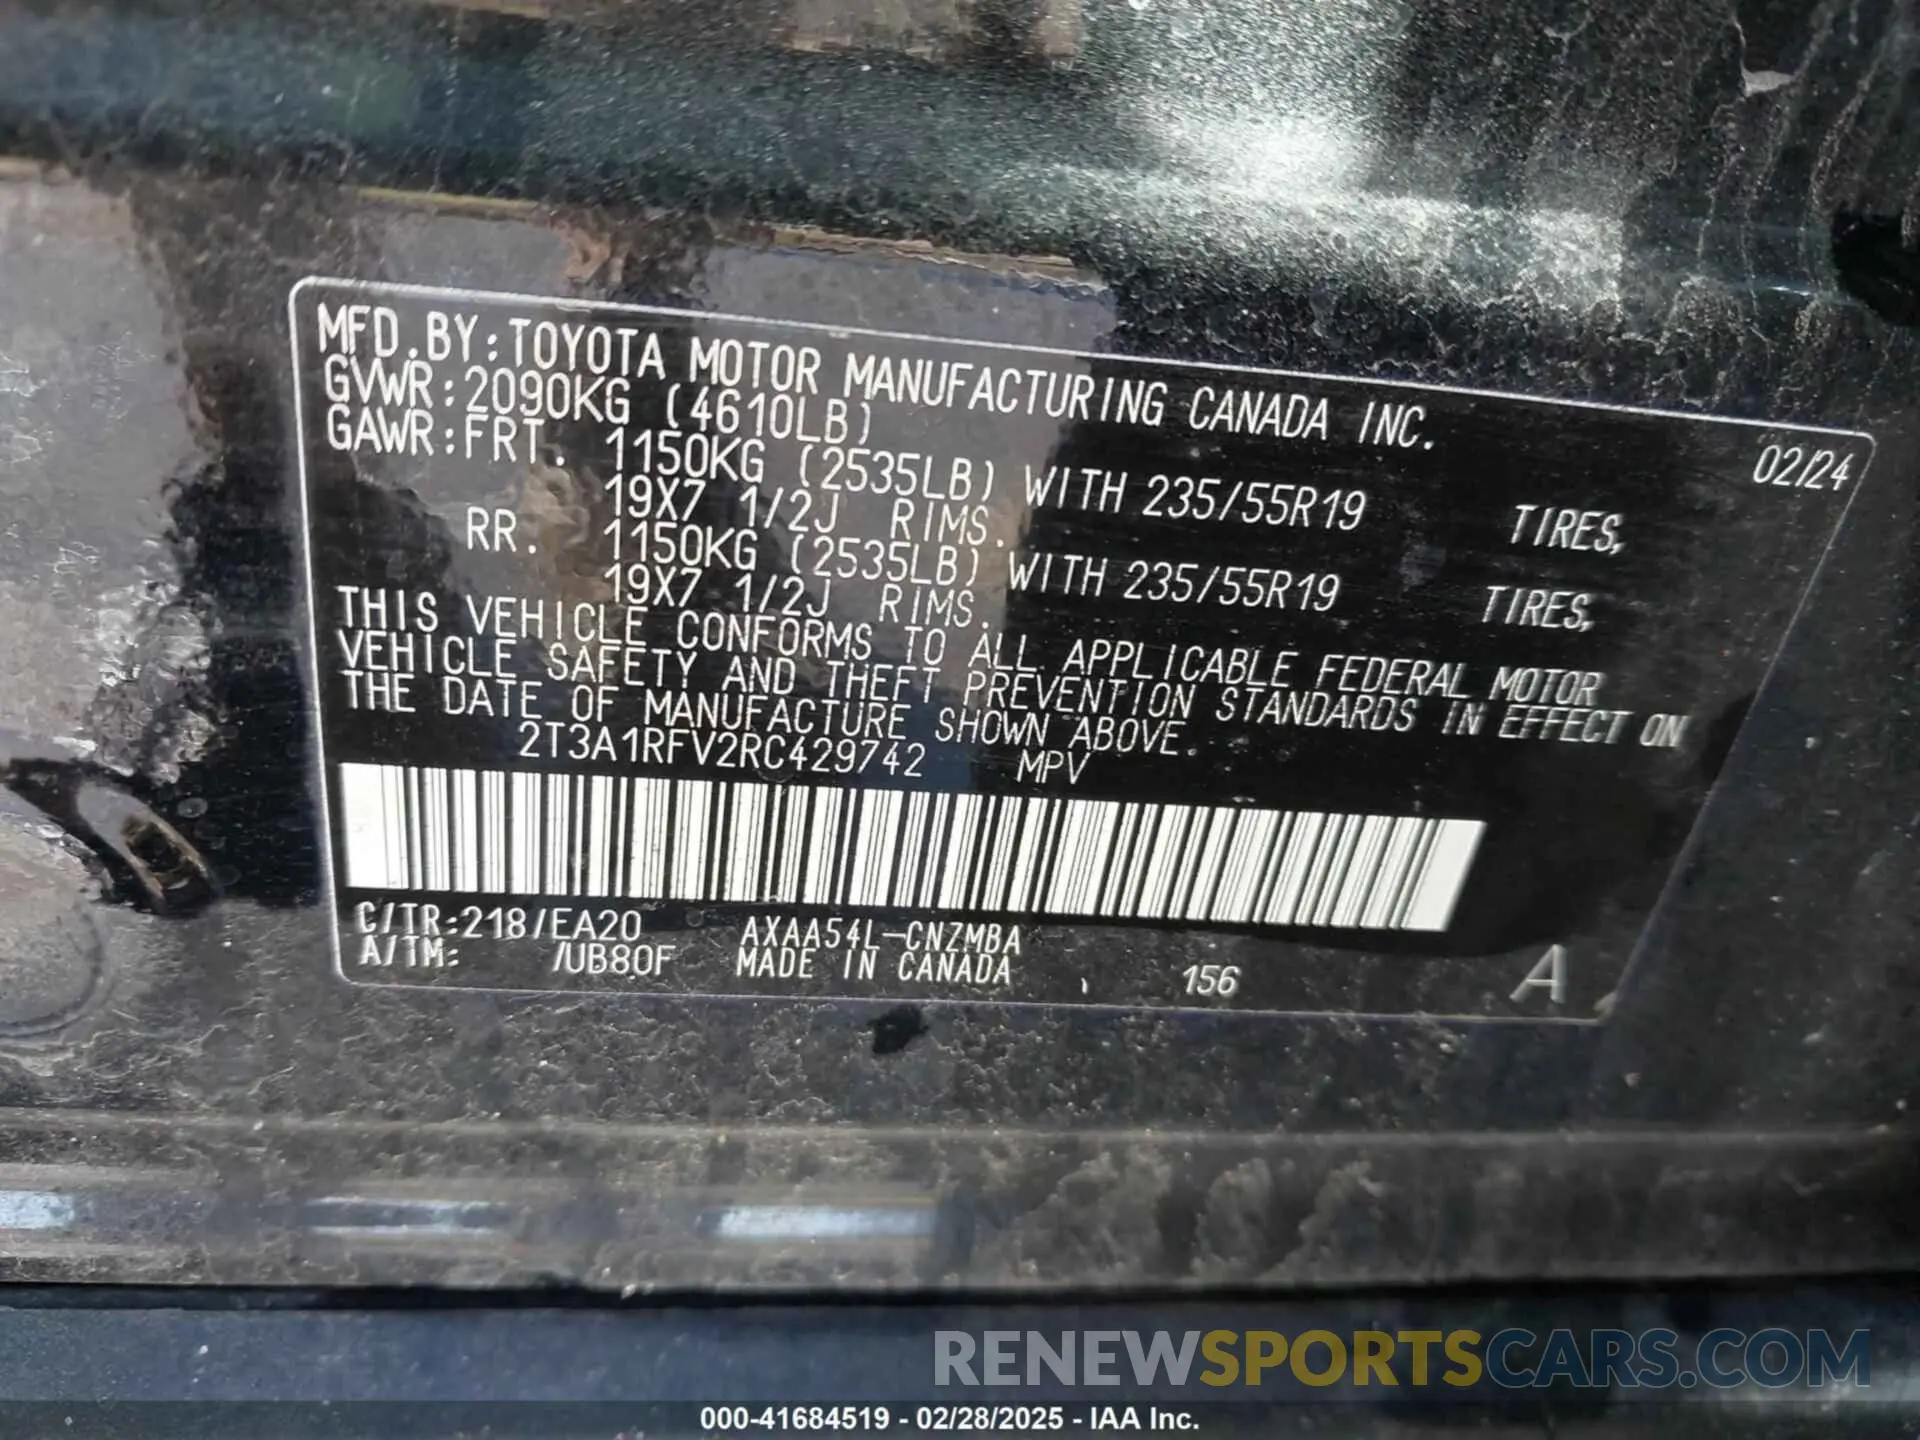 MFD.BY:TOYOTA MOTOR MANUFACTURING CANADA INC.
GVWR:2090KG (4610LB) 02/24
GAWR:FRT. 1150KG (2535LB) WITH 235/55R19 TIRES,
19X7 1/2J RIMS.
RR. 1150KG (2535LB) WITH 235/55R19 TIRES,
19X7 1/2J RIMS.
THIS VEHICLE CONFORMS TO ALL APPLICABLE FEDERAL MOTOR
VEHICLE SAFETY AND THEFT PREVENTION STANDARDS IN EFFECT ON
THE DATE OF MANUFACTURE SHOWN ABOVE.
2T3A1RFV2RC429742 MPV
C/TR:218/EA20 AXAA54L-CNZMBA
A/TM: /UB80F MADE IN CANADA , 156 A
RENEWSPORTSCARS.COM
000-41684519 - 02/28/2025 - IAA Inc.